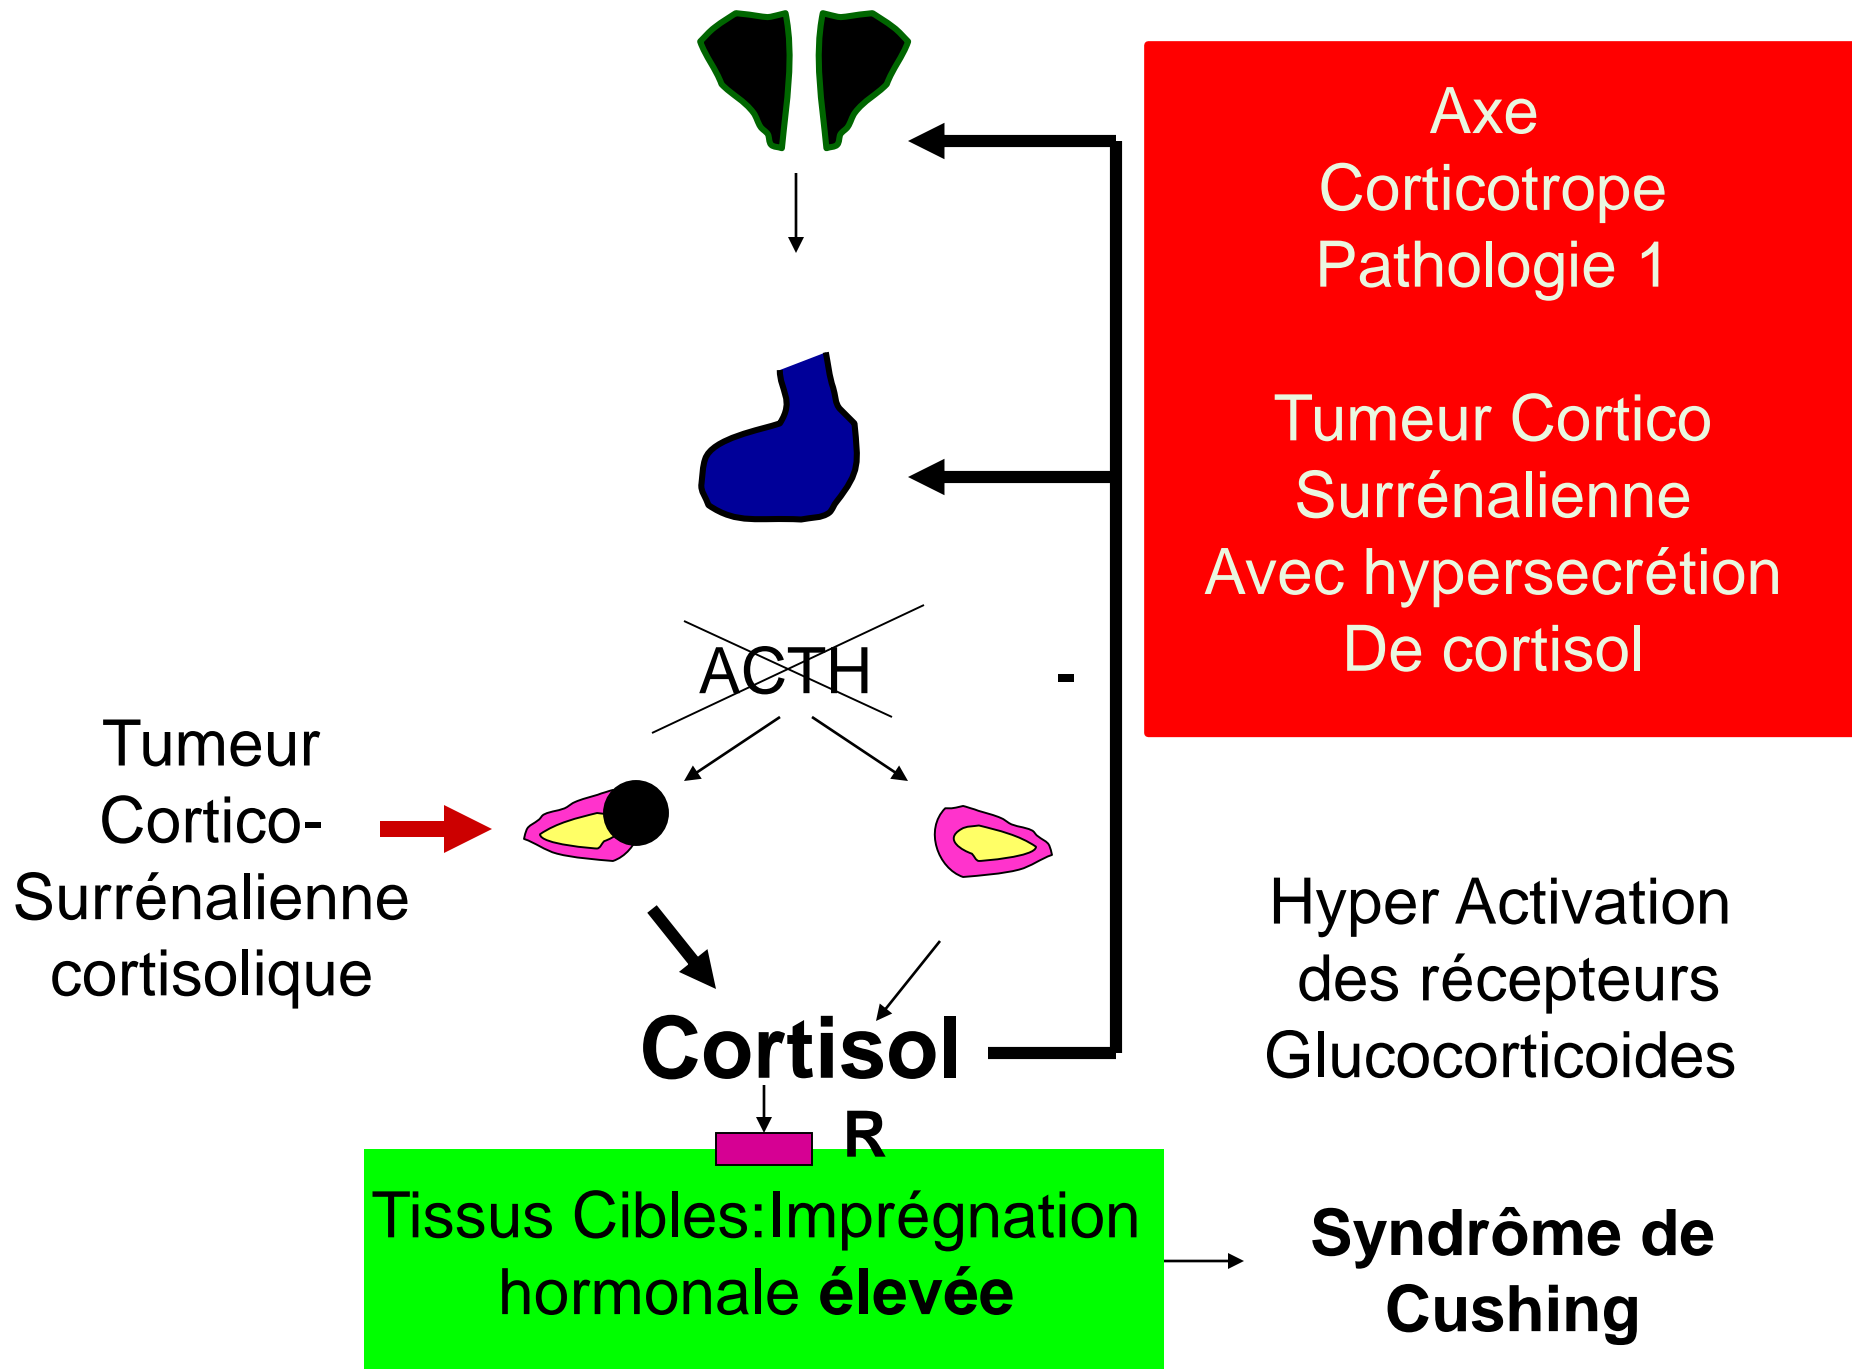 Axe
Corticotrope
Pathologie 1
Tumeur Cortico
Surrénalienne
Avec hypersecrétion
De cortisol
ACTH
-
Tumeur
Cortico-
Surrénalienne
cortisolique
Hyper Activation
des récepteurs
Glucocorticoides
Cortisol
R
Tissus Cibles:Imprégnation
hormonale élevée
Syndrôme de
Cushing